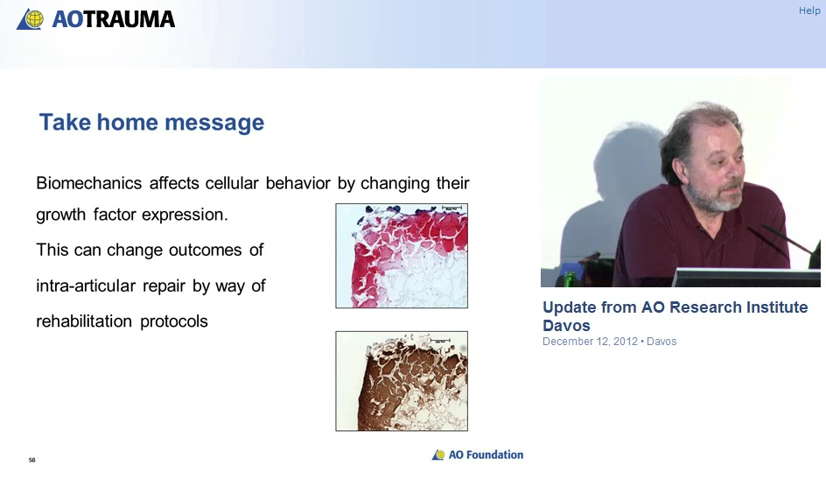 AOTRAUMA
Help
Take home message
Biomechanics affects cellular behavior by changing their
growth factor expression.
This can change outcomes of
intra-articular repair by way of
rehabilitation protocols
Update from AO Research Institute
Davos
December 12, 2012 • Davos
58
AO Foundation